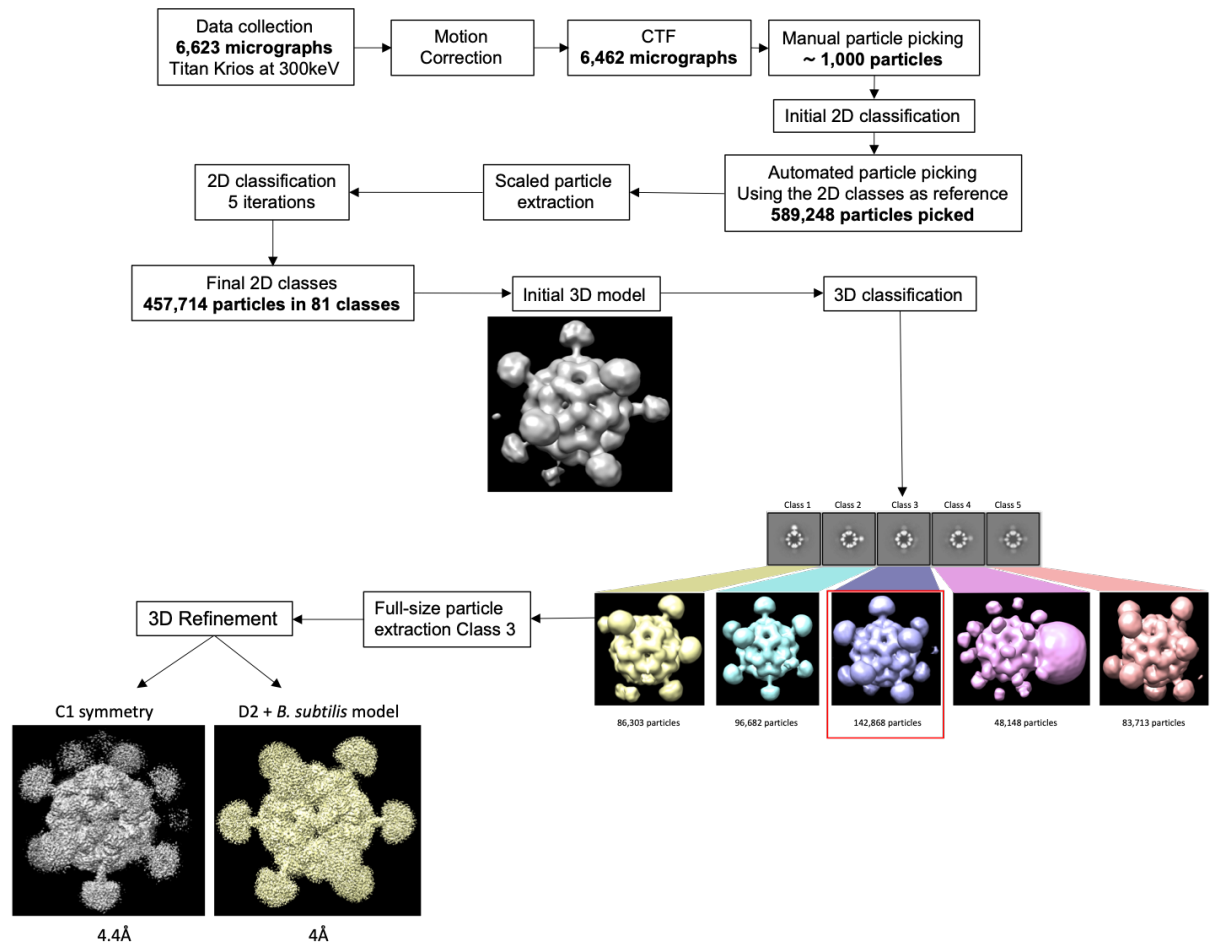 Data collection
6,623 micrographs
Titan Krios at 300keV
Motion
Correction
CTF
6,462 micrographs
Manual particle picking
~ 1,000 particles
Initial 2D classification
Automated particle picking
Using the 2D classes as reference
589,248 particles picked
Scaled particle
extraction
2D classification
5 iterations
Final 2D classes
457,714 particles in 81 classes
Initial 3D model
3D classification
Class 1
Class 2
Class 3
Class 4
Class 5
86,303 particles
96,682 particles
142,868 particles
48,148 particles
83,713 particles
Full-size particle
extraction Class 3
3D Refinement
C1 symmetry
D2 + B. subtilis model
4.4Å
4Å